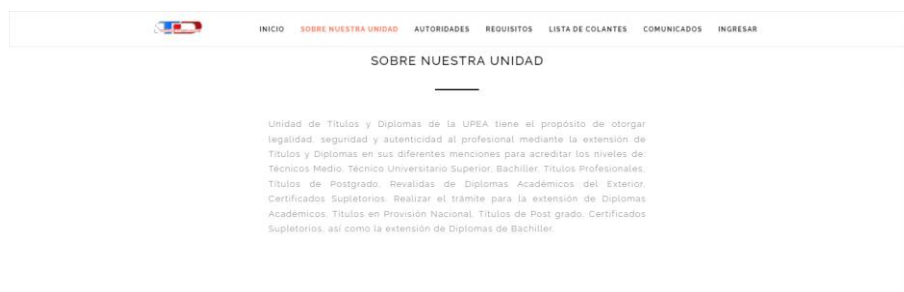 TD
INICIO SOBRE NUESTRA UNIDAD AUTORIDADES REQUISITOS LISTA DE COLANTES COMUNICADOS INGRESAR
SOBRE NUESTRA UNIDAD
Unidad de Títulos y Diplomas de la UPEA tiene el propósito de otorgar
legalidad, seguridad y autenticidad al profesional mediante la extensión de
Títulos y Diplomas en sus diferentes menciones para acreditar los niveles de:
Técnicos Medio, Técnico Universitario Superior, Bachiller, Títulos Profesionales,
Títulos de Postgrado, Revalidas de Diplomas Académicos del Exterior,
Certificados Supletorios. Realizar el trámite para la extensión de Diplomas
Académicos, Títulos en Provisión Nacional, Títulos de Post grado, Certificados
Supletorios, así como la extensión de Diplomas de Bachiller.